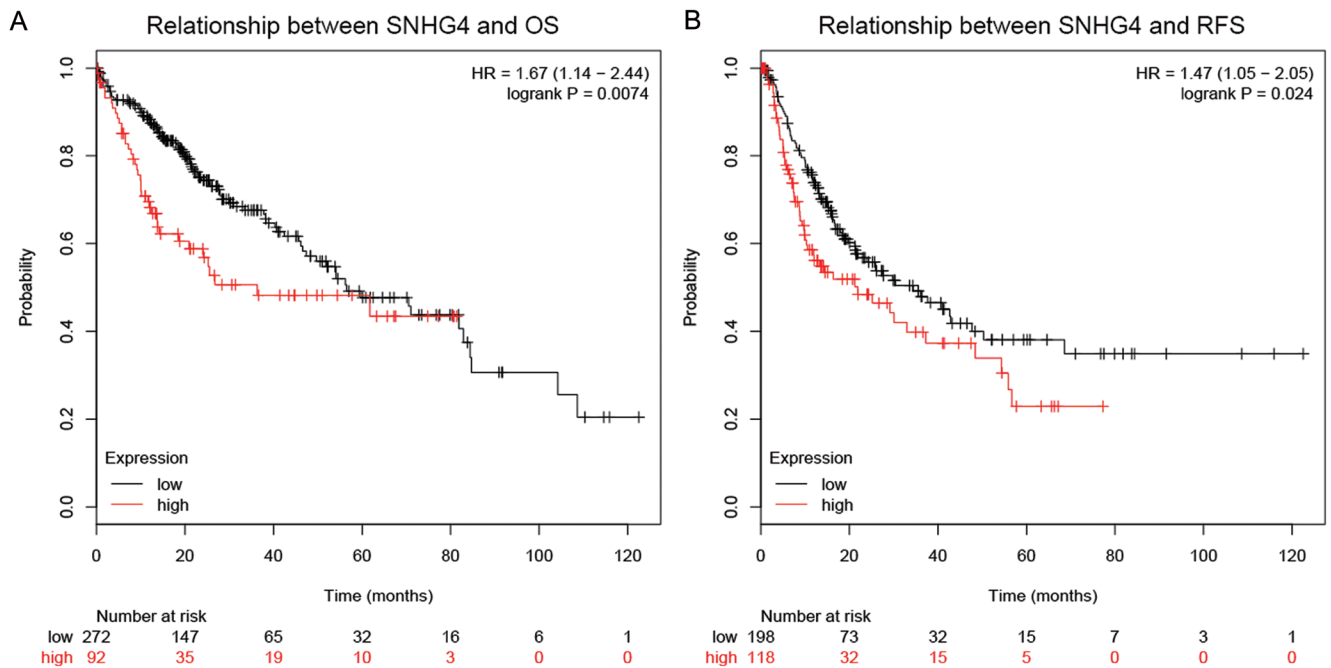 A
Relationship between SNHG4 and OS
HR = 1.67 (1.14 − 2.44)
logrank P = 0.0074
Probability
1.0
0.8
0.6
0.4
0.2
0.0
Expression
low
high
0 20 40 60 80 100 120
Time (months)
Number at risk
low 272 147 65 32 16 6 1
high 92 35 19 10 3 0 0
B
Relationship between SNHG4 and RFS
HR = 1.47 (1.05 − 2.05)
logrank P = 0.024
Probability
1.0
0.8
0.6
0.4
0.2
0.0
Expression
low
high
0 20 40 60 80 100 120
Time (months)
Number at risk
low 198 73 32 15 7 3 1
high 118 32 15 5 0 0 0